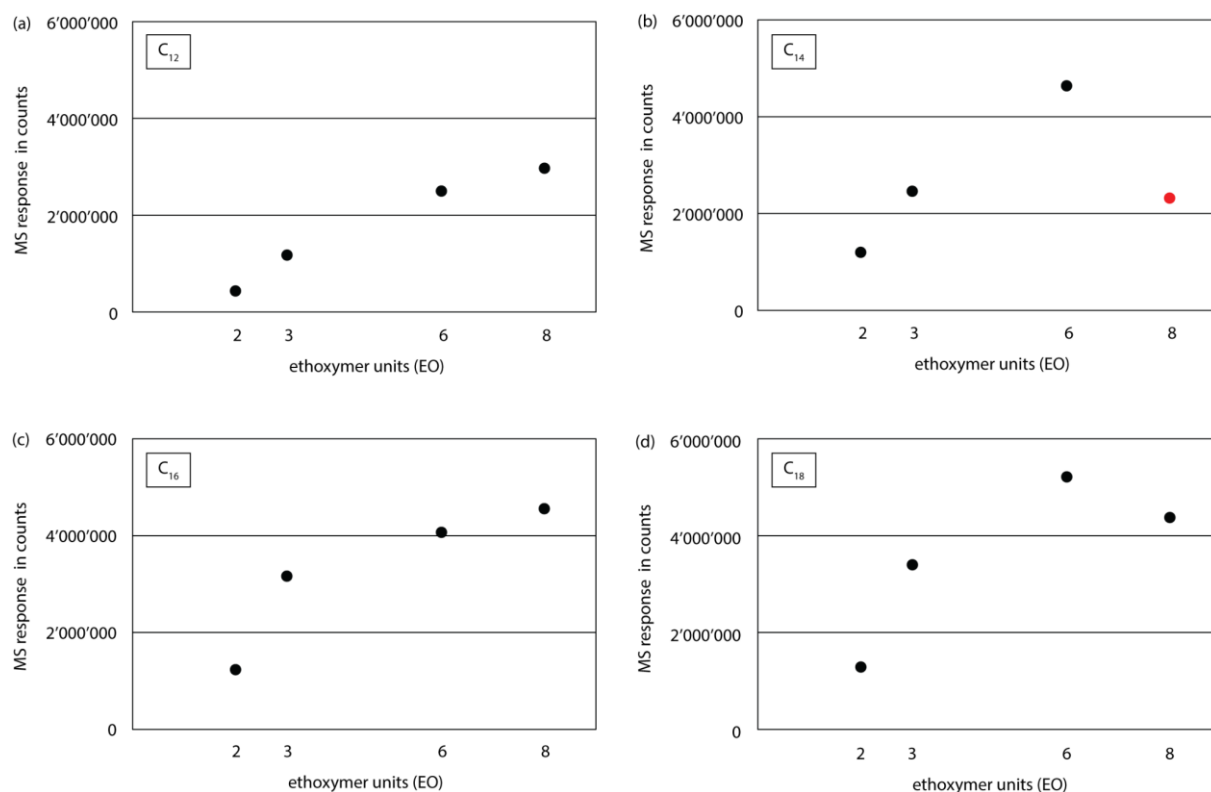 (a)
6'000'000
C12
4'000'000
2'000'000
0
MS response in counts
2 3 6 8
ethoxymer units (EO)
(b)
6'000'000
C14
4'000'000
2'000'000
0
MS response in counts
2 3 6 8
ethoxymer units (EO)
(c)
6'000'000
C16
4'000'000
2'000'000
0
MS response in counts
2 3 6 8
ethoxymer units (EO)
(d)
6'000'000
C18
4'000'000
2'000'000
0
MS response in counts
2 3 6 8
ethoxymer units (EO)